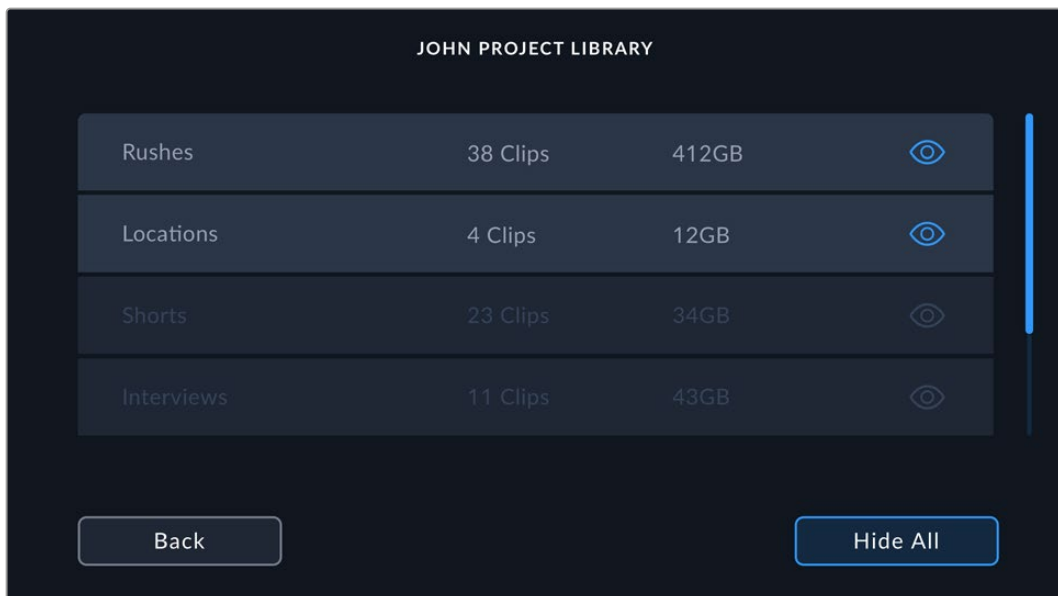 JOHN PROJECT LIBRARY
Rushes 38 Clips 412GB
Locations 4 Clips 12GB
Shorts 23 Clips 34GB
Interviews 11 Clips 43GB
Back Hide All